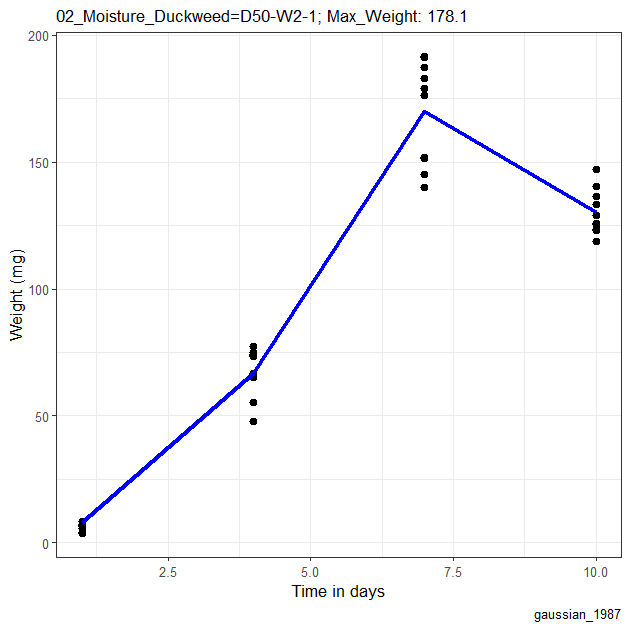 02_Moisture_Duckweed=D50-W2-1; Max_Weight: 178.1
200
150
100
50
0
Weight (mg)
2.5 5.0 7.5 10.0
Time in days
gaussian_1987